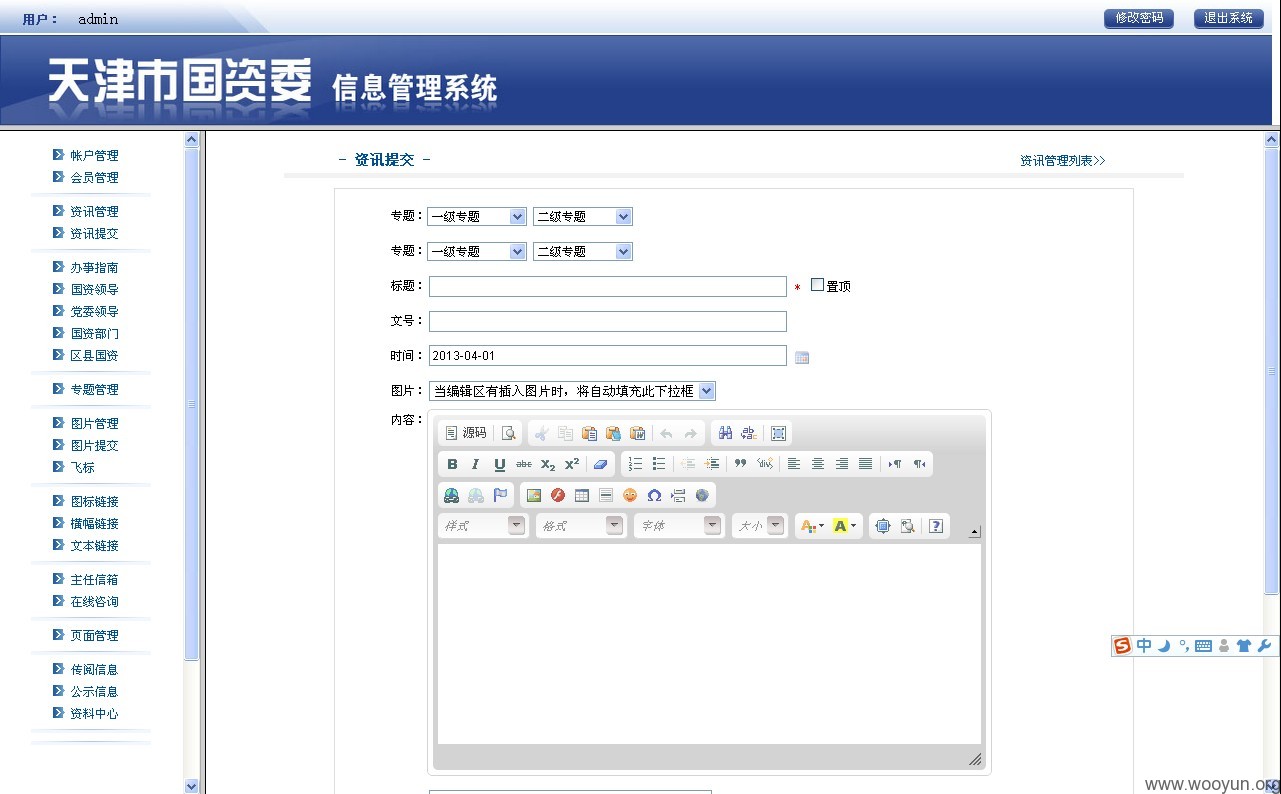 用户： admin 修改密码 退出系统
天津市国资委 信息管理系统
帐户管理
会员管理
资讯管理
资讯提交
办事指南
国资领导
党委领导
国资部门
区县国资
专题管理
图片管理
图片提交
飞标
图标链接
横幅链接
文本链接
主任信箱
在线咨询
页面管理
传阅信息
公示信息
资料中心
- 资讯提交 - 资讯管理列表>>
专题： 一级专题 二级专题
专题： 一级专题 二级专题
标题： * 置顶
文号：
时间： 2013-04-01
图片： 当编辑区有插入图片时，将自动填充此下拉框
内容：
源码
B I U abc X₂ X²
样式 格式 字体 大小 A A ?
S 中
www.wooyun.org